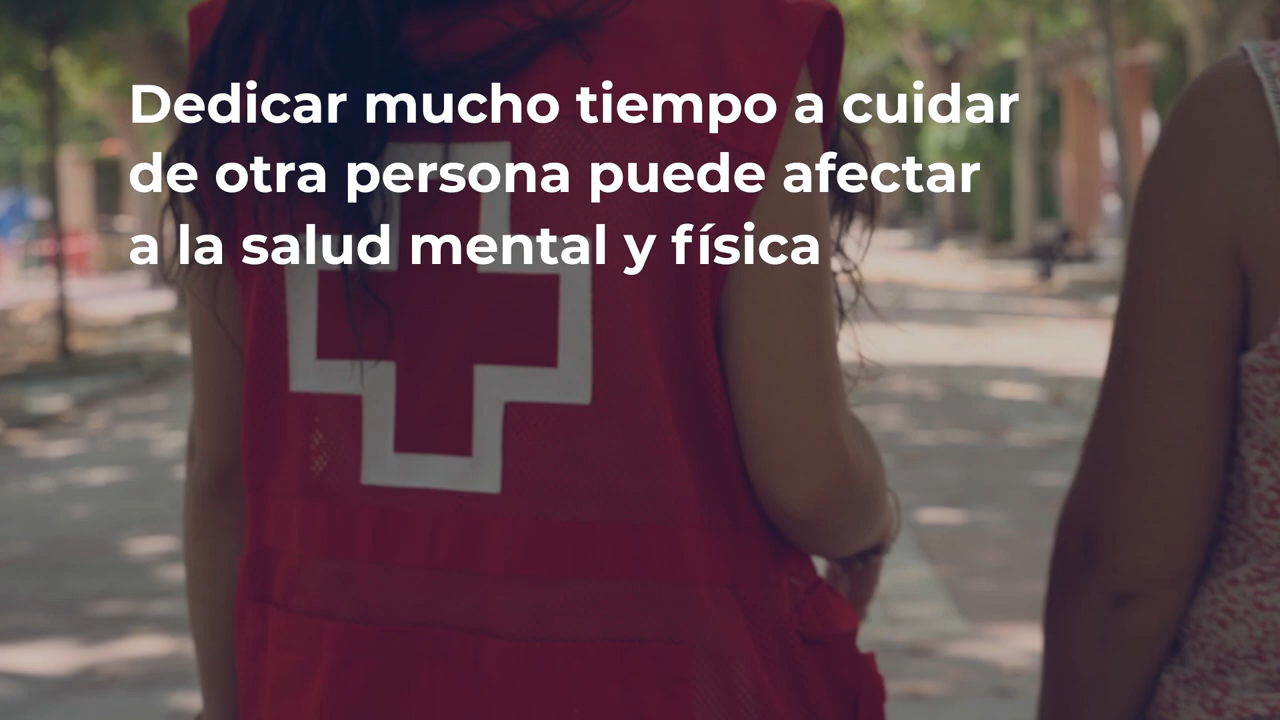 Dedicar mucho tiempo a cuidar
de otra persona puede afectar
a la salud mental y física